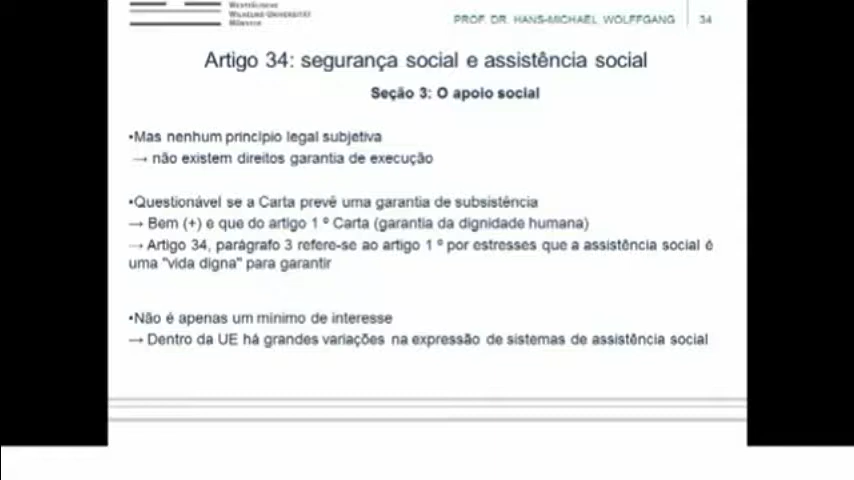 WESTFÄLISCHE
WILHELMS-UNIVERSITÄT
MÜNSTER
PROF. DR. HANS-MICHAEL WOLFFGANG
34
Artigo 34: segurança social e assistência social
Seção 3: O apoio social
•Mas nenhum princípio legal subjetiva
→ não existem direitos garantia de execução
•Questionável se a Carta prevê uma garantia de subsistência
→ Bem (+) e que do artigo 1 º Carta (garantia da dignidade humana)
→ Artigo 34, parágrafo 3 refere-se ao artigo 1 º por estresses que a assistência social é
uma "vida digna" para garantir
•Não é apenas um mínimo de interesse
→ Dentro da UE há grandes variações na expressão de sistemas de assistência social